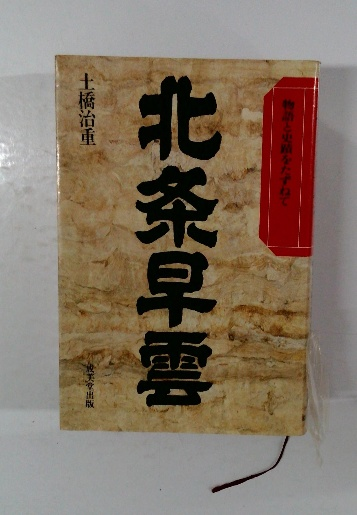 物語と史蹟をたずねて
北条早雲
土橋治重
成美堂出版